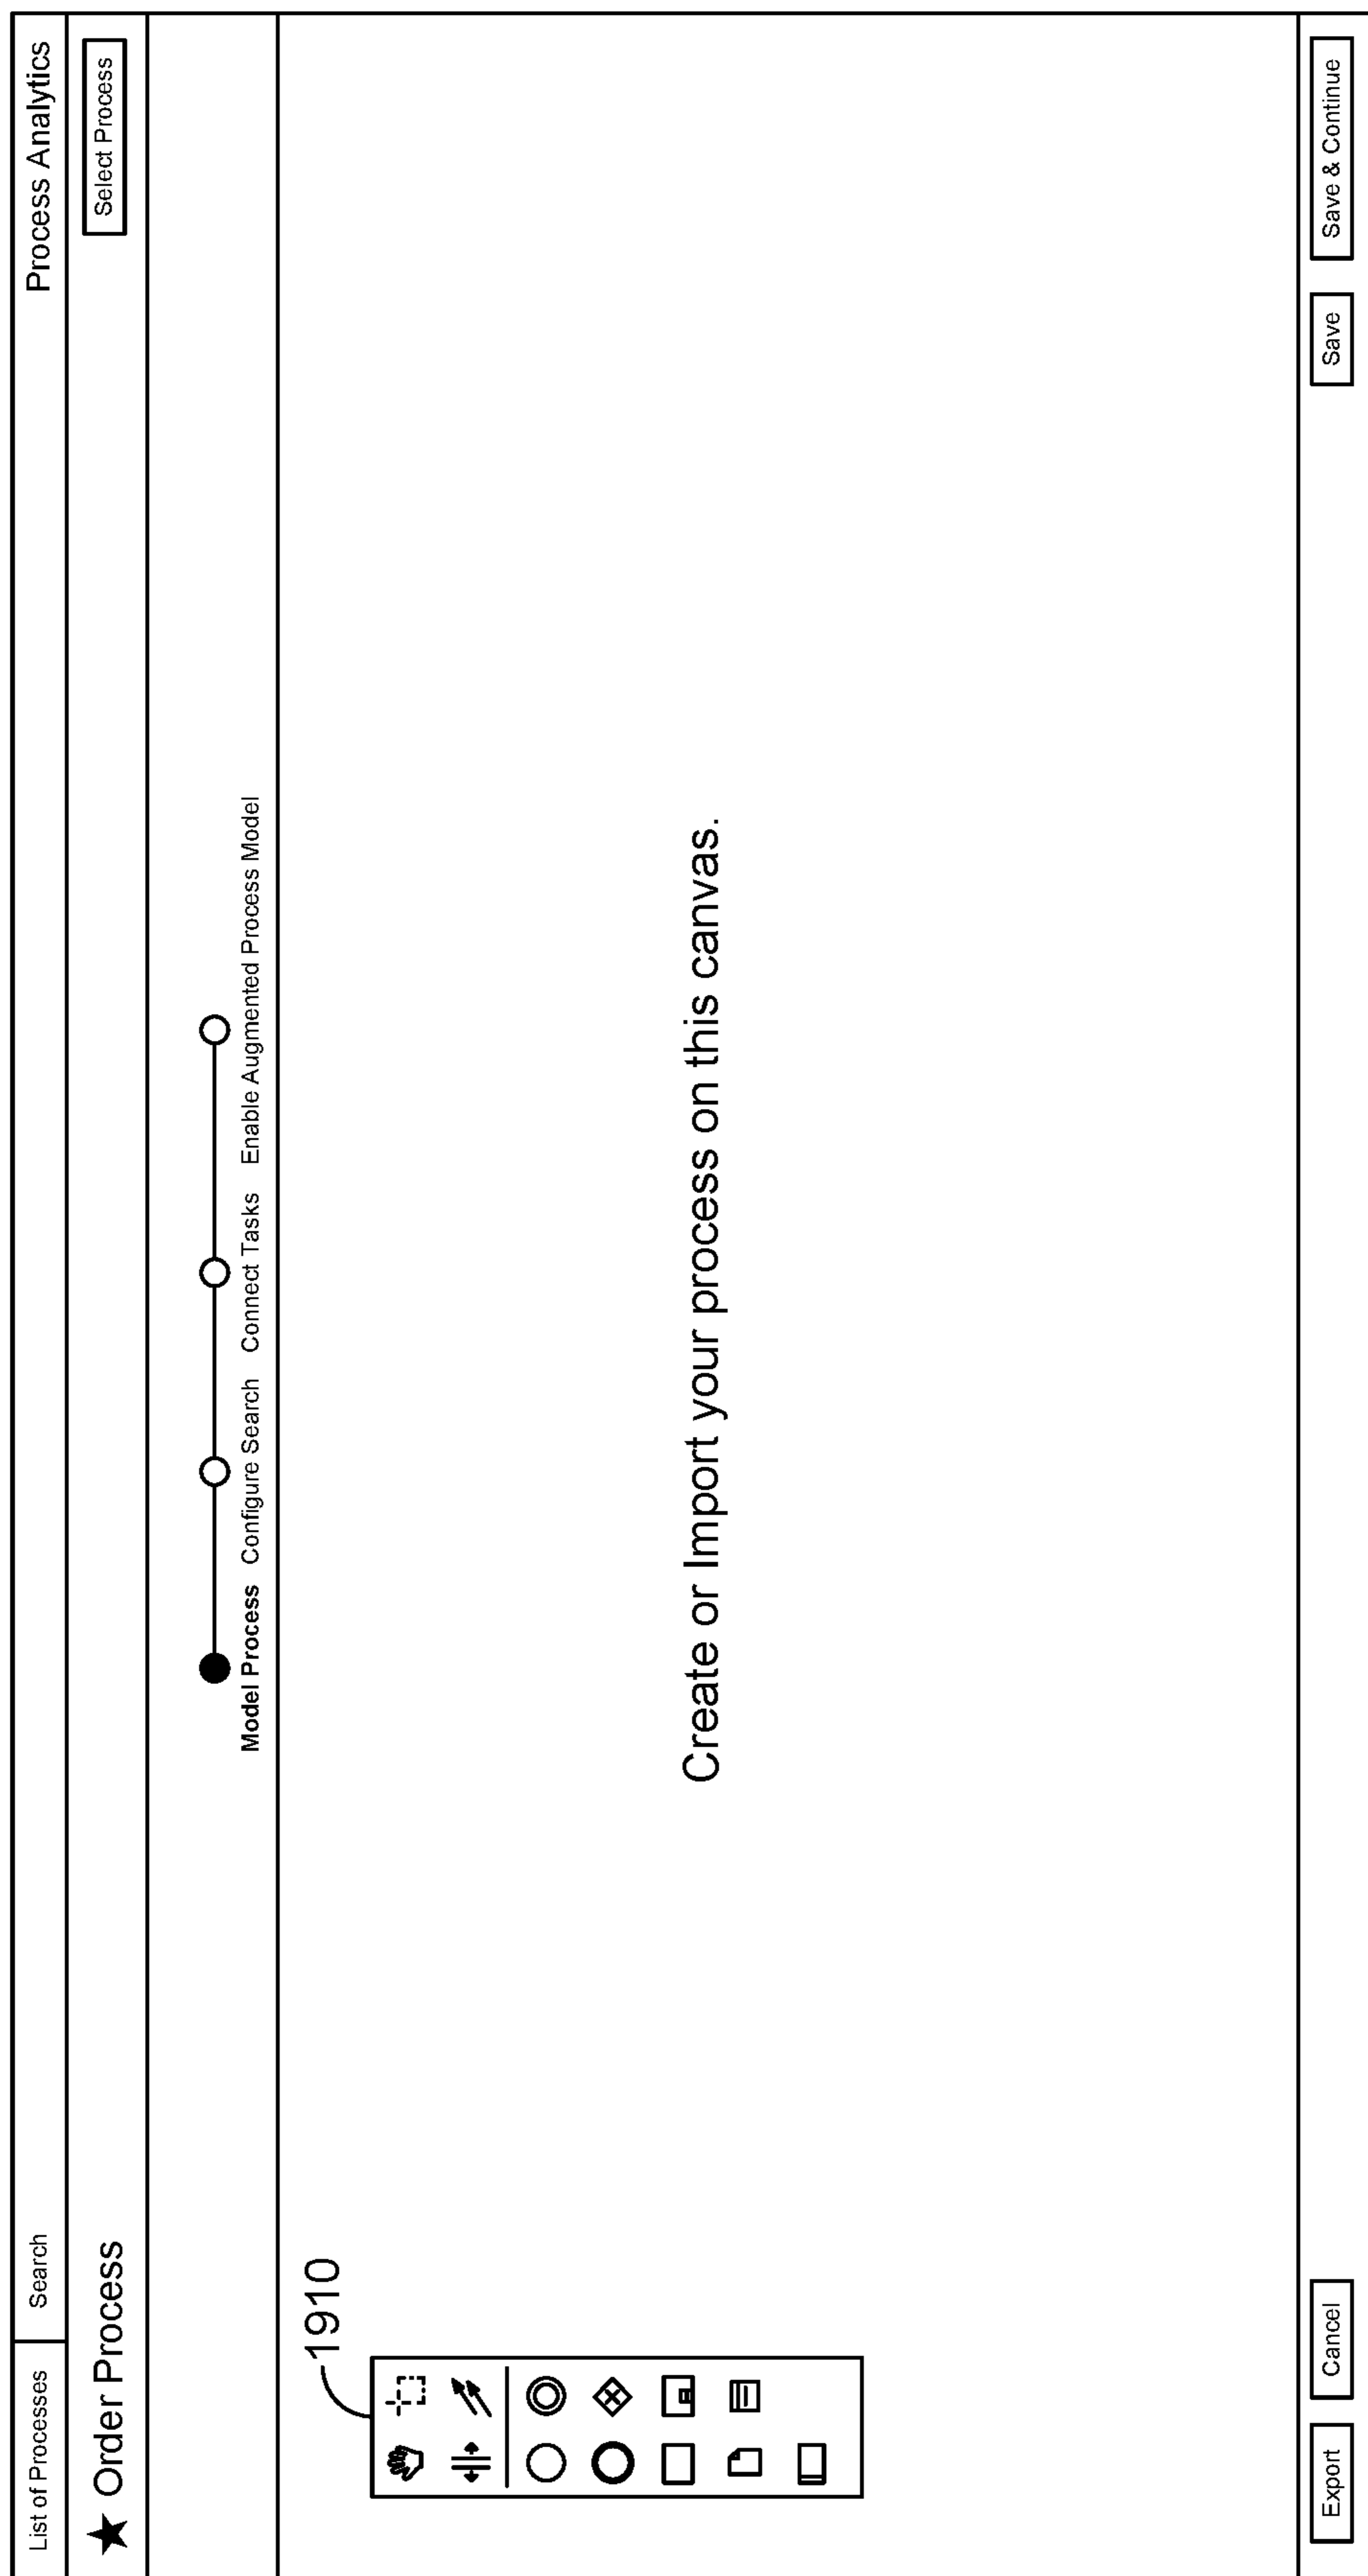 List of Processes
Search
Process Analytics
Order Process
Select Process
Model Process
Configure Search
Connect Tasks
Enable Augmented Process Model
1910
Create or Import your process on this canvas.
Export
Cancel
Save
Save & Continue